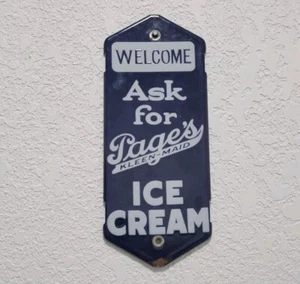 WELCOME
Ask
for
Page's
KLEEN-MAID
ICE
CREAM